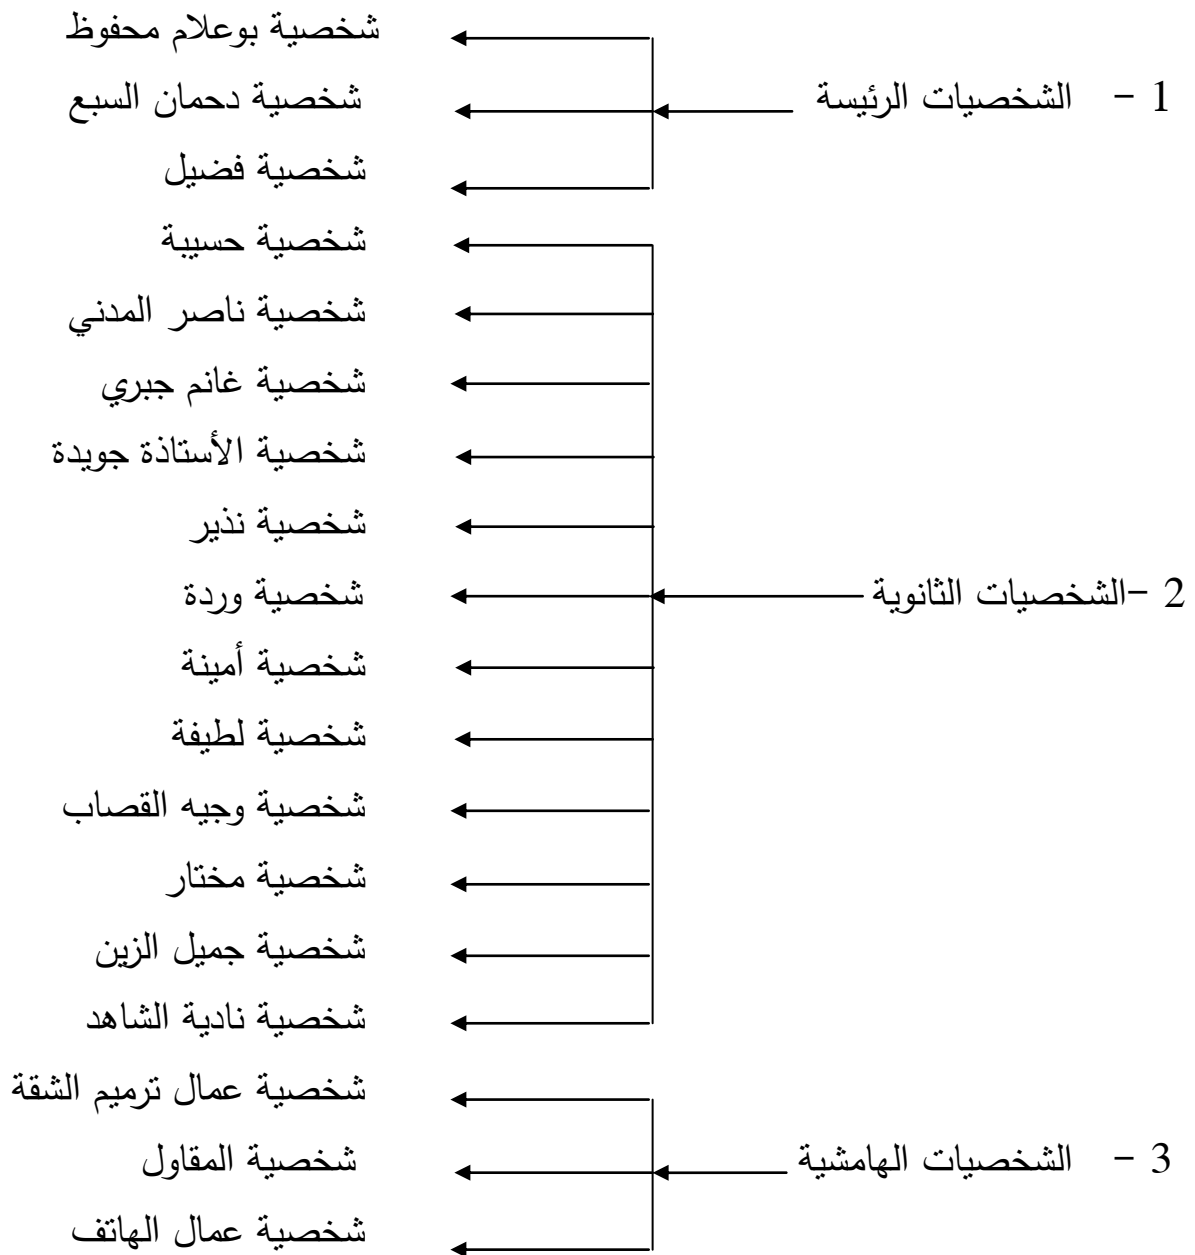 شخصية بوعلام محفوظ
1 - الشخصيات الرئيسة
شخصية دحمان السبع
شخصية فضيل
شخصية حسيبة
شخصية ناصر المدني
شخصية غانم جبري
شخصية الأستاذة جويدة
شخصية نذير
2 -الشخصيات الثانوية
شخصية وردة
شخصية أمينة
شخصية لطيفة
شخصية وجيه القصاب
شخصية مختار
شخصية جميل الزين
شخصية نادية الشاهد
شخصية عمال ترميم الشقة
3 - الشخصيات الهامشية
شخصية المقاول
شخصية عمال الهاتف